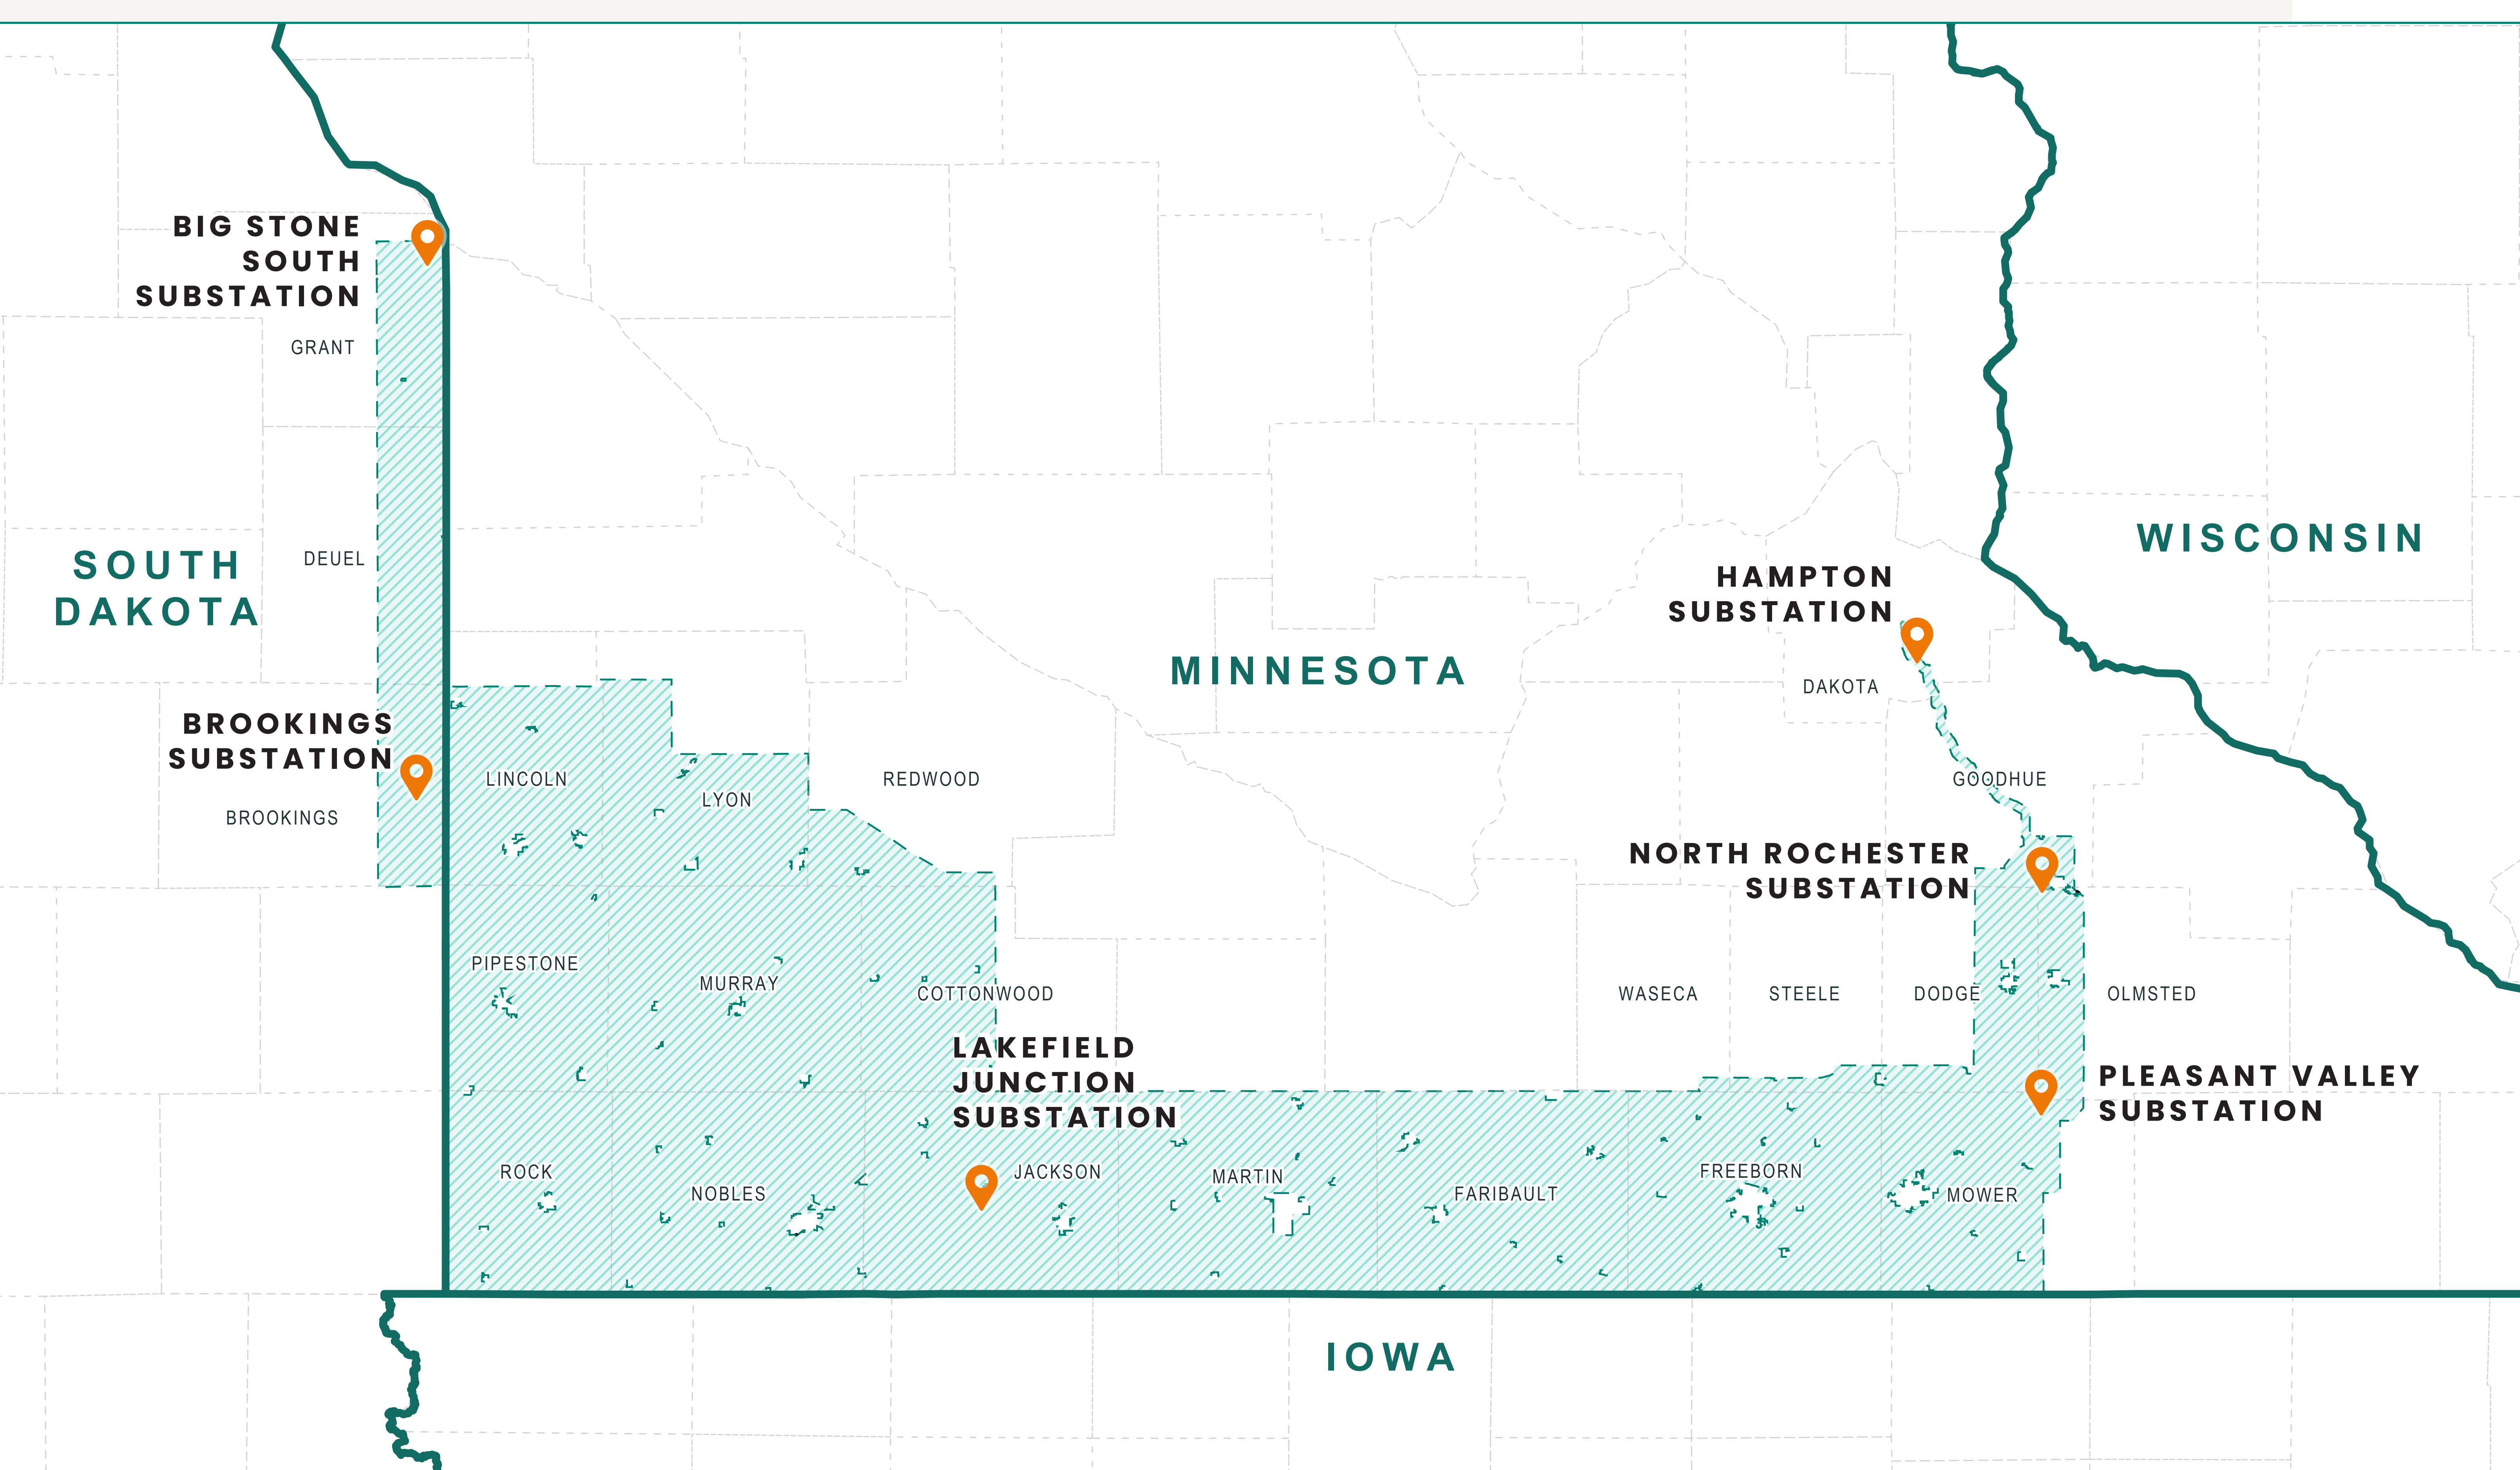 BIG STONE
SOUTH
SUBSTATION
GRANT
SOUTH
DAKOTA
DEUEL
WISCONSIN
HAMPTON
SUBSTATION
MINNESOTA
DAKOTA
BROOKINGS
SUBSTATION
BROOKINGS
LINCOLN
LYON
REDWOOD
GOODHUE
NORTH ROCHESTER
SUBSTATION
PIPESTONE
MURRAY
COTTONWOOD
WASECA
STEELE
DODGE
OLMSTED
LAKEFIELD
JUNCTION
SUBSTATION
PLEASANT VALLEY
SUBSTATION
ROCK
NOBLES
JACKSON
MARTIN
FARIBAULT
FREEBORN
MOWER
IOWA